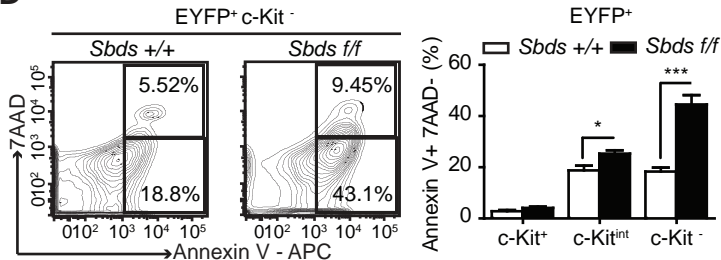 EYFP⁺ c-Kit ⁻
Sbds +/+ Sbds f/f
7AAD
0 10² 10³ 10⁴ 10⁵
5.52%
18.8%
9.45%
43.1%
0 10² 10³ 10⁴ 10⁵
0 10² 10³ 10⁴ 10⁵
Annexin V - APC
EYFP⁺
Sbds +/+ Sbds f/f
Annexin V+ 7AAD- (%)
60
40
20
0
*
***
c-Kit⁺ c-Kitⁱⁿᵗ c-Kit ⁻